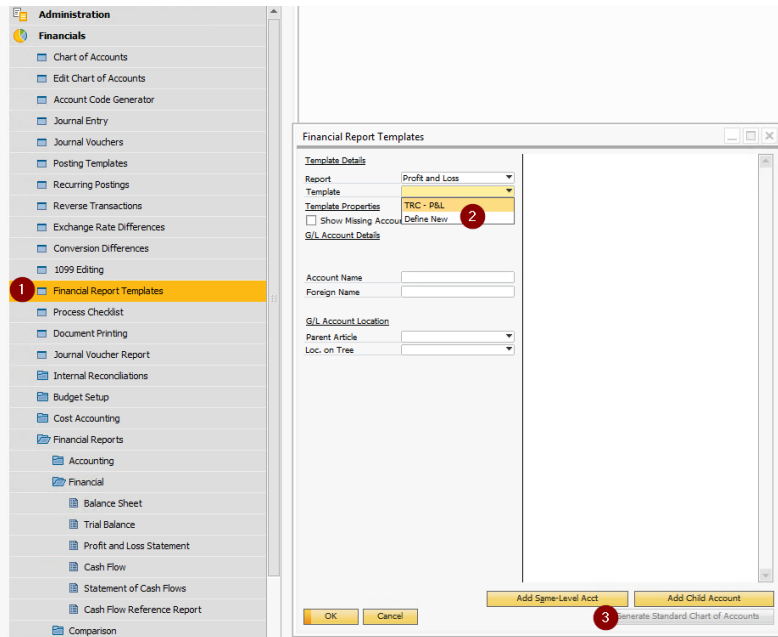 Administration
Financials
Chart of Accounts
Edit Chart of Accounts
Account Code Generator
Journal Entry
Journal Vouchers
Posting Templates
Recurring Postings
Reverse Transactions
Exchange Rate Differences
Conversion Differences
1099 Editing
1
Financial Report Templates
Process Checklist
Document Printing
Journal Voucher Report
Internal Reconciliations
Budget Setup
Cost Accounting
Financial Reports
Accounting
Financial
Balance Sheet
Trial Balance
Profit and Loss Statement
Cash Flow
Statement of Cash Flows
Cash Flow Reference Report
Comparison
Financial Report Templates
Template Details
Report Profit and Loss
Template
Template Properties TRC - P&L
Show Missing Accou Define New 2
G/L Account Details
Account Name
Foreign Name
G/L Account Location
Parent Article
Loc. on Tree
Add Same-Level Acct Add Child Account
OK Cancel 3 Generate Standard Chart of Accounts